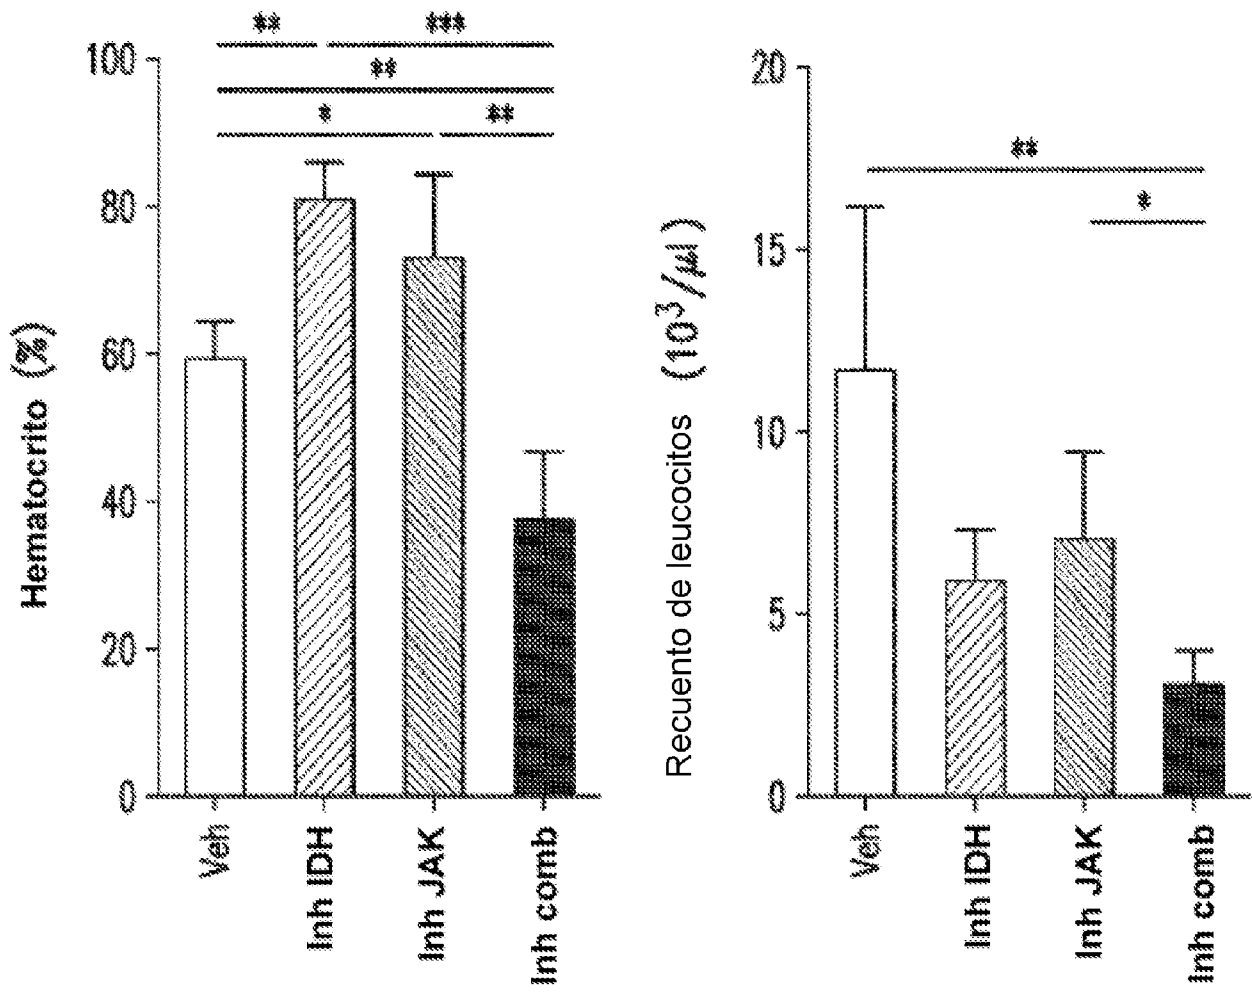 Hematocrito (%)
100
80
60
40
20
0
**
***
**
*
**
Veh
Inh IDH
Inh JAK
Inh comb
Recuento de leucocitos (10³/μl)
20
15
10
5
0
**
*
Veh
Inh IDH
Inh JAK
Inh comb